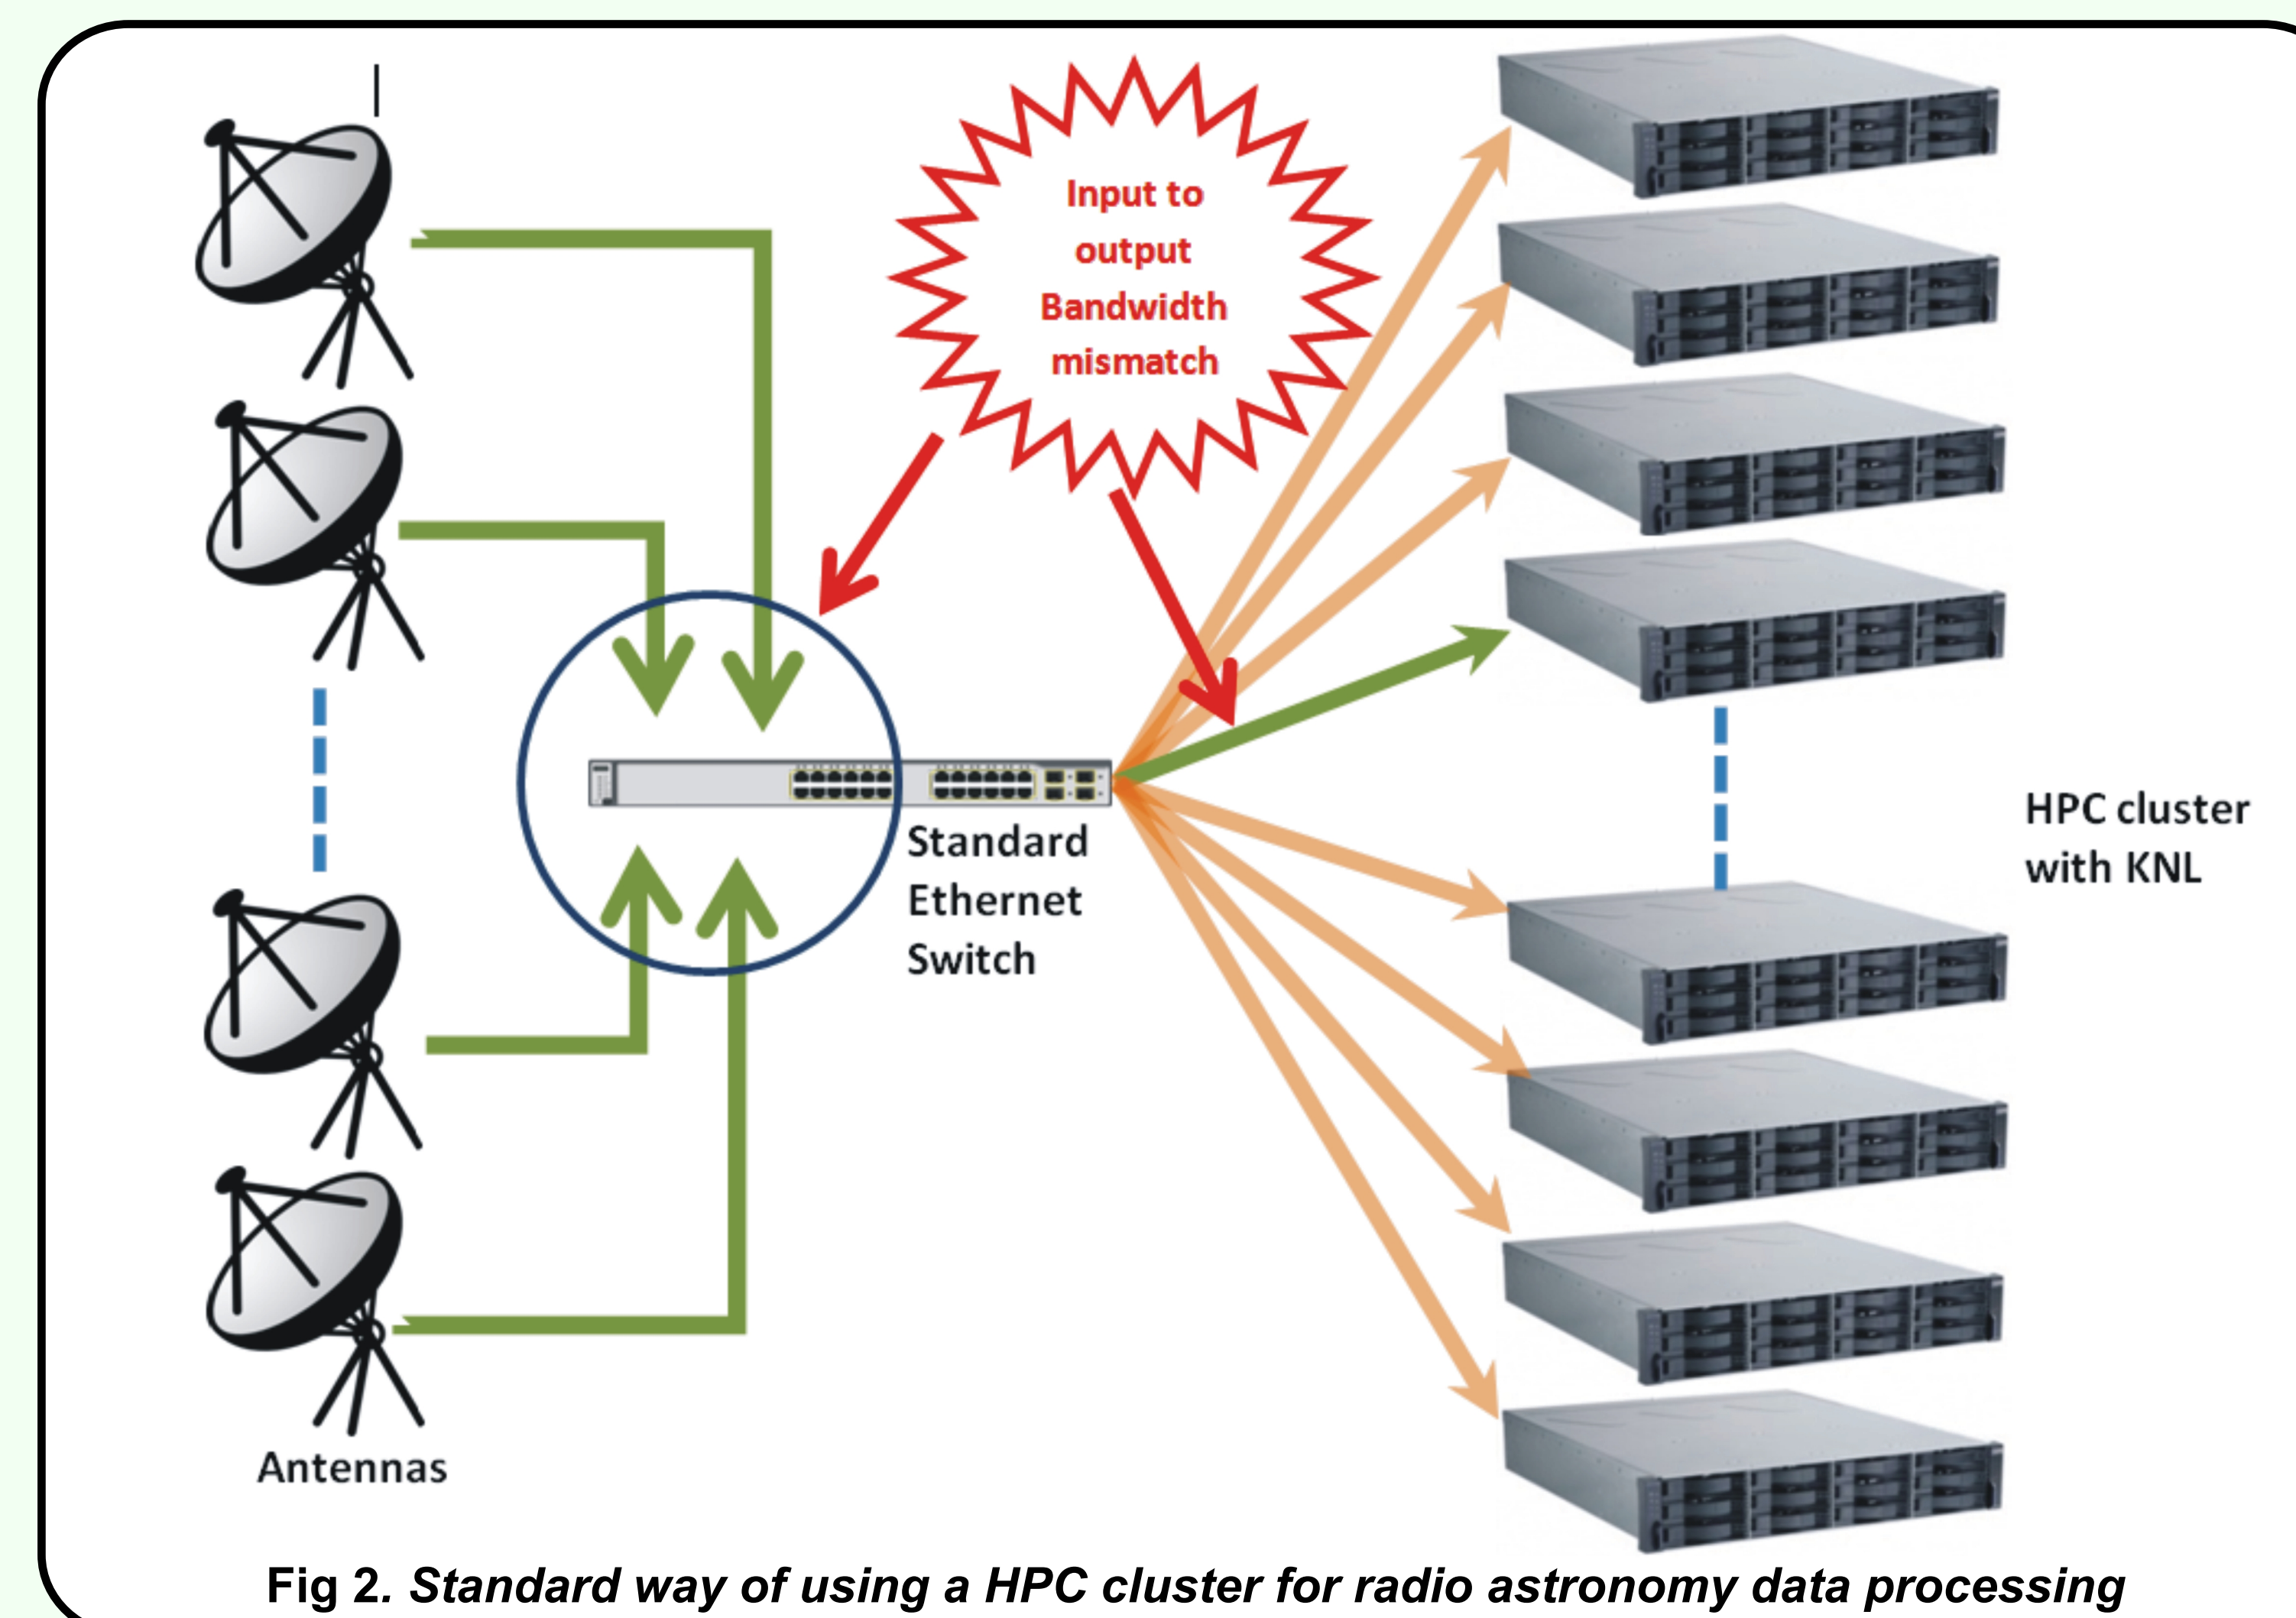 Input to
output
Bandwidth
mismatch
Standard
Ethernet
Switch
HPC cluster
with KNL
Antennas
Fig 2. Standard way of using a HPC cluster for radio astronomy data processing